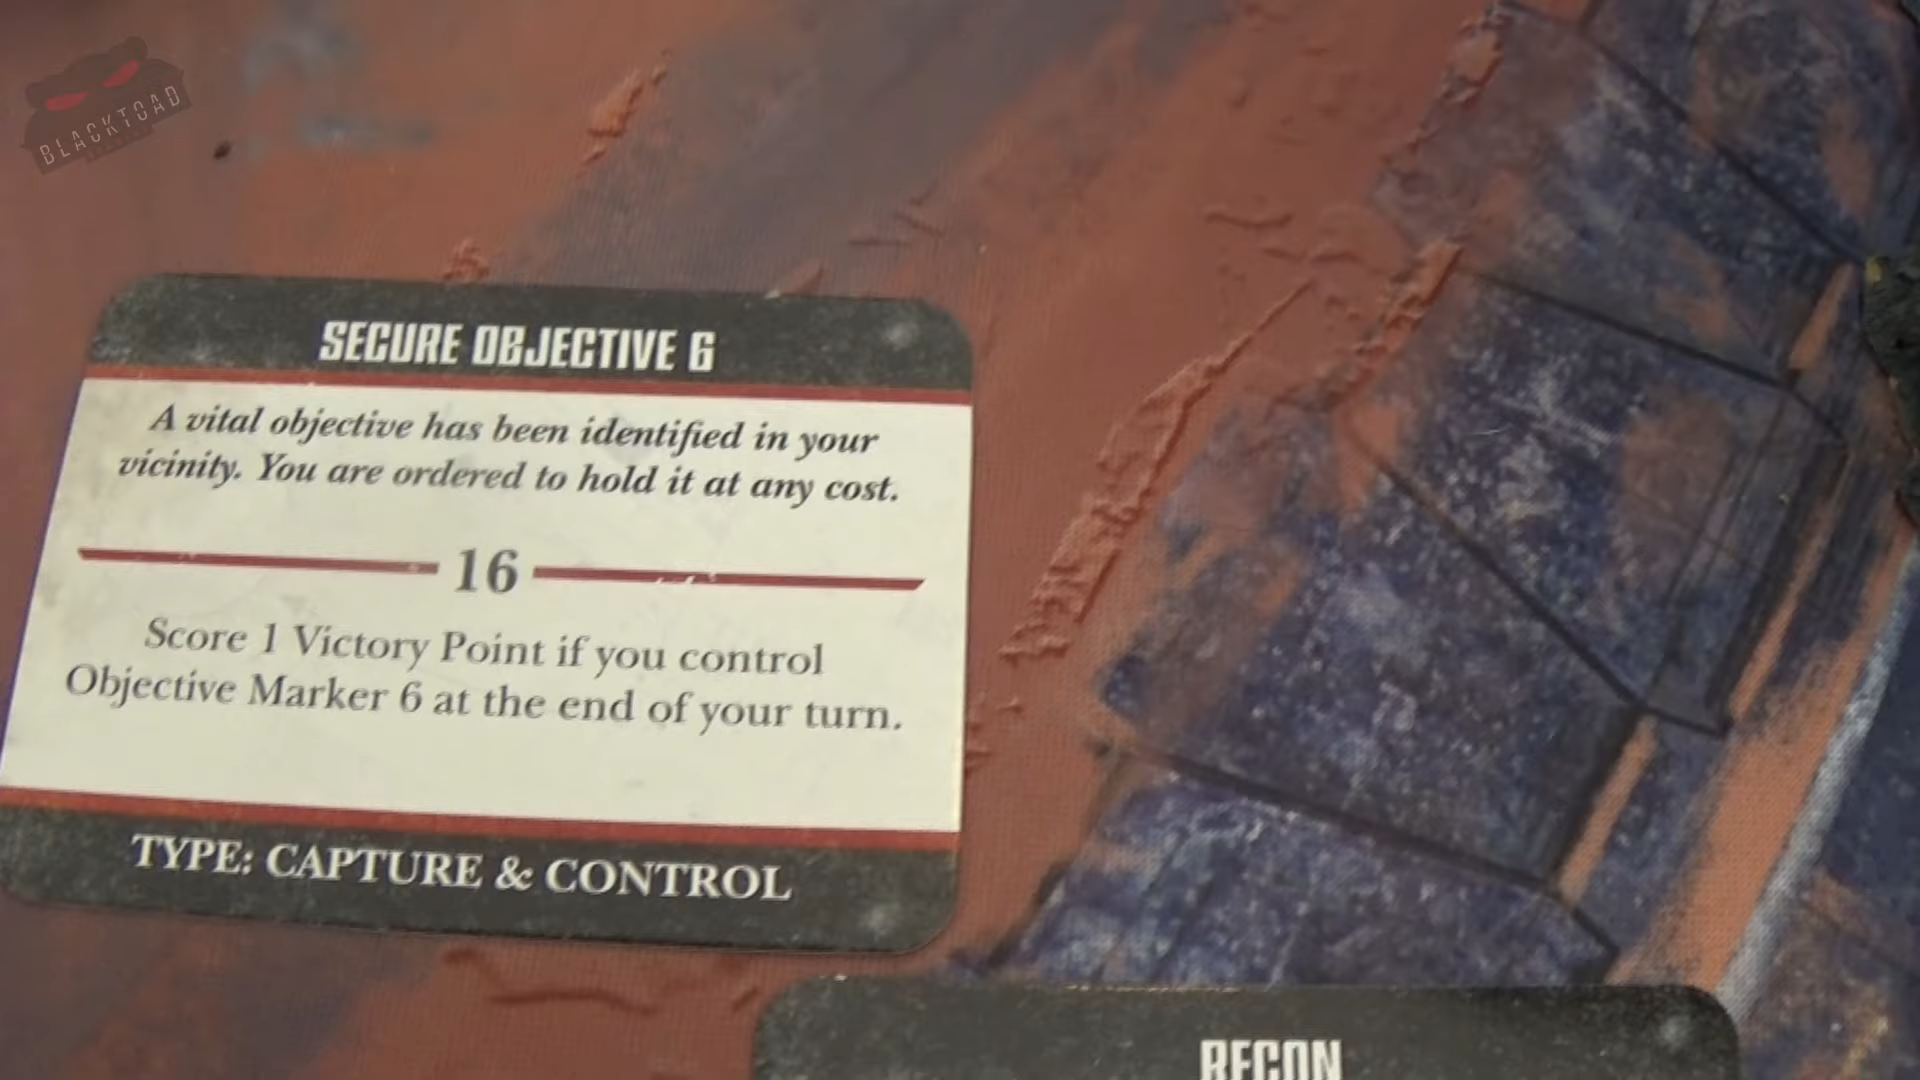 BLACKTOAD
SECURE OBJECTIVE 6
A vital objective has been identified in your
vicinity. You are ordered to hold it at any cost.
16
Score 1 Victory Point if you control
Objective Marker 6 at the end of your turn.
TYPE: CAPTURE & CONTROL
RECON